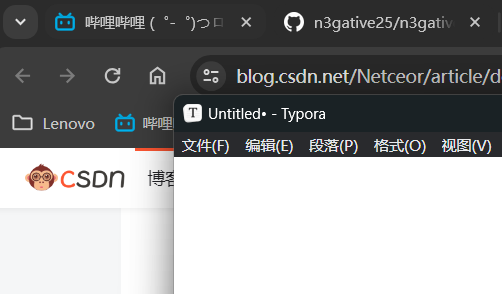 哔哩哔哩 (゜-゜)つロ
n3gative25/n3gativ
blog.csdn.net/Netceor/article/d
Lenovo
哔哩
T Untitled• - Typora
文件(F) 编辑(E) 段落(P) 格式(O) 视图(V)
CSDN
博客